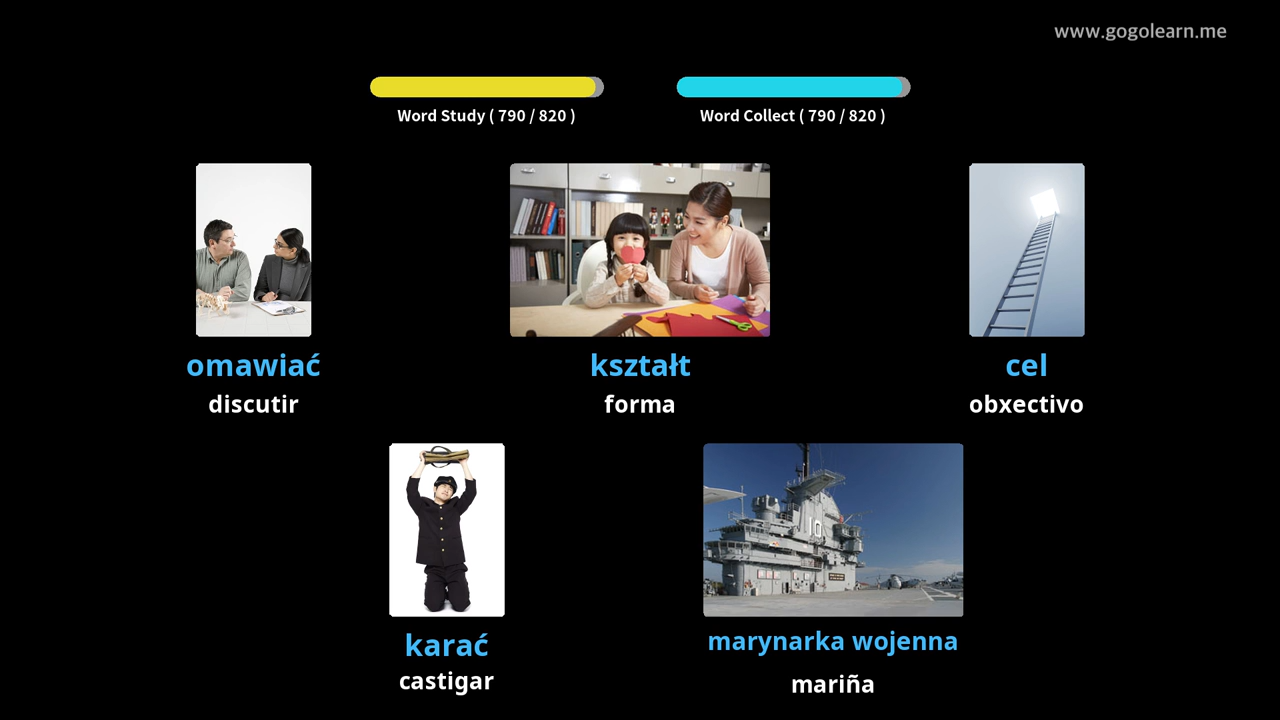 www.gogolearn.me
Word Study ( 790 / 820 )
Word Collect ( 790 / 820 )
omawiać
discutir
kształt
forma
cel
obxectivo
10
karać
castigar
marynarka wojenna
mariña